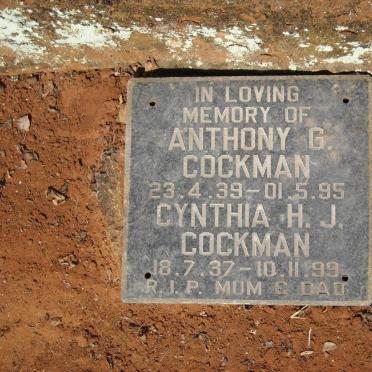 IN LOVING
MEMORY OF
ANTHONY G.
COCKMAN
23.4.39-01.5.95
CYNTHIA H. J.
COCKMAN
18.7.37-10.11.99
R.I.P. MUM & DAD